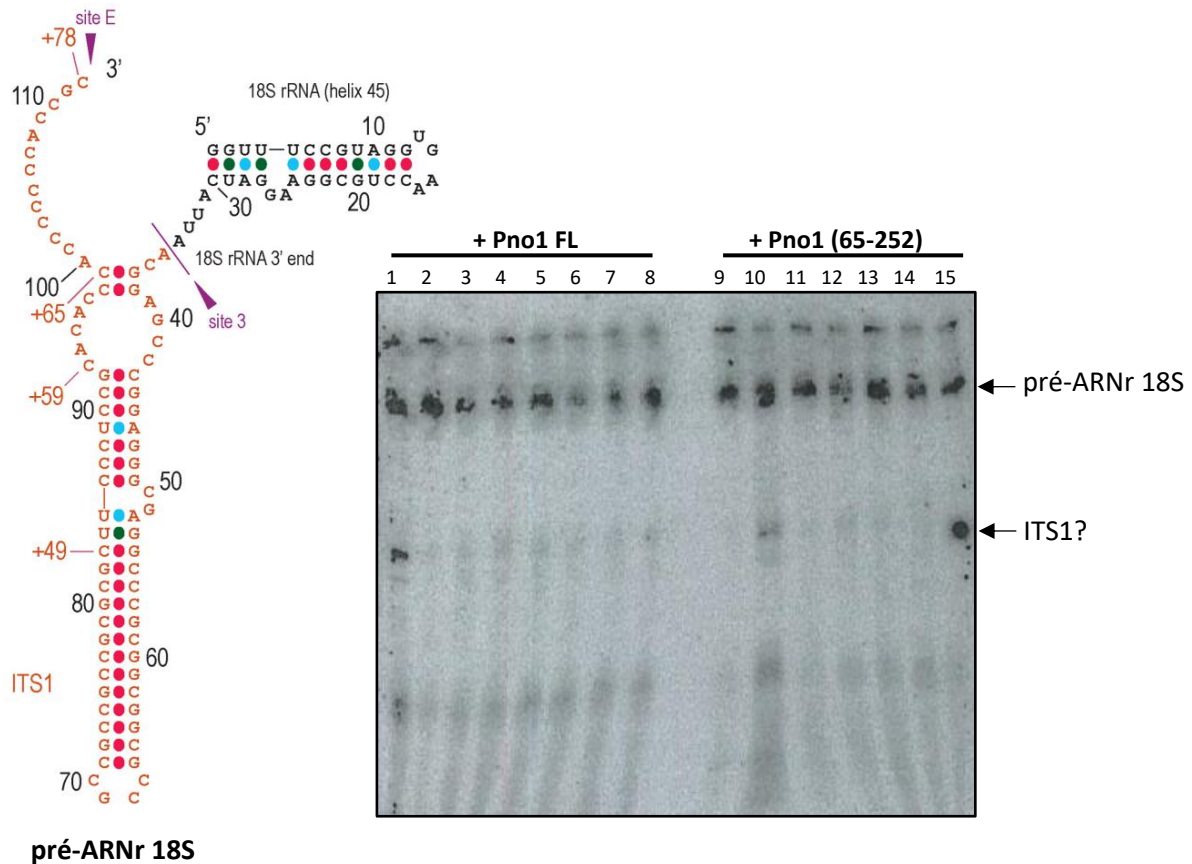 site E
+78
3'
110
18S rRNA (helix 45)
5'
10
GGUU UCCGUAGG U G A A
CUAG G A AGGCGUCC A
30
20
18S rRNA 3' end
100
+65
40
site 3
+59
90
50
+49
80
60
ITS1
70
pré-ARNr 18S
+ Pno1 FL
+ Pno1 (65-252)
1 2 3 4 5 6 7 8 9 10 11 12 13 14 15
pré-ARNr 18S
ITS1?